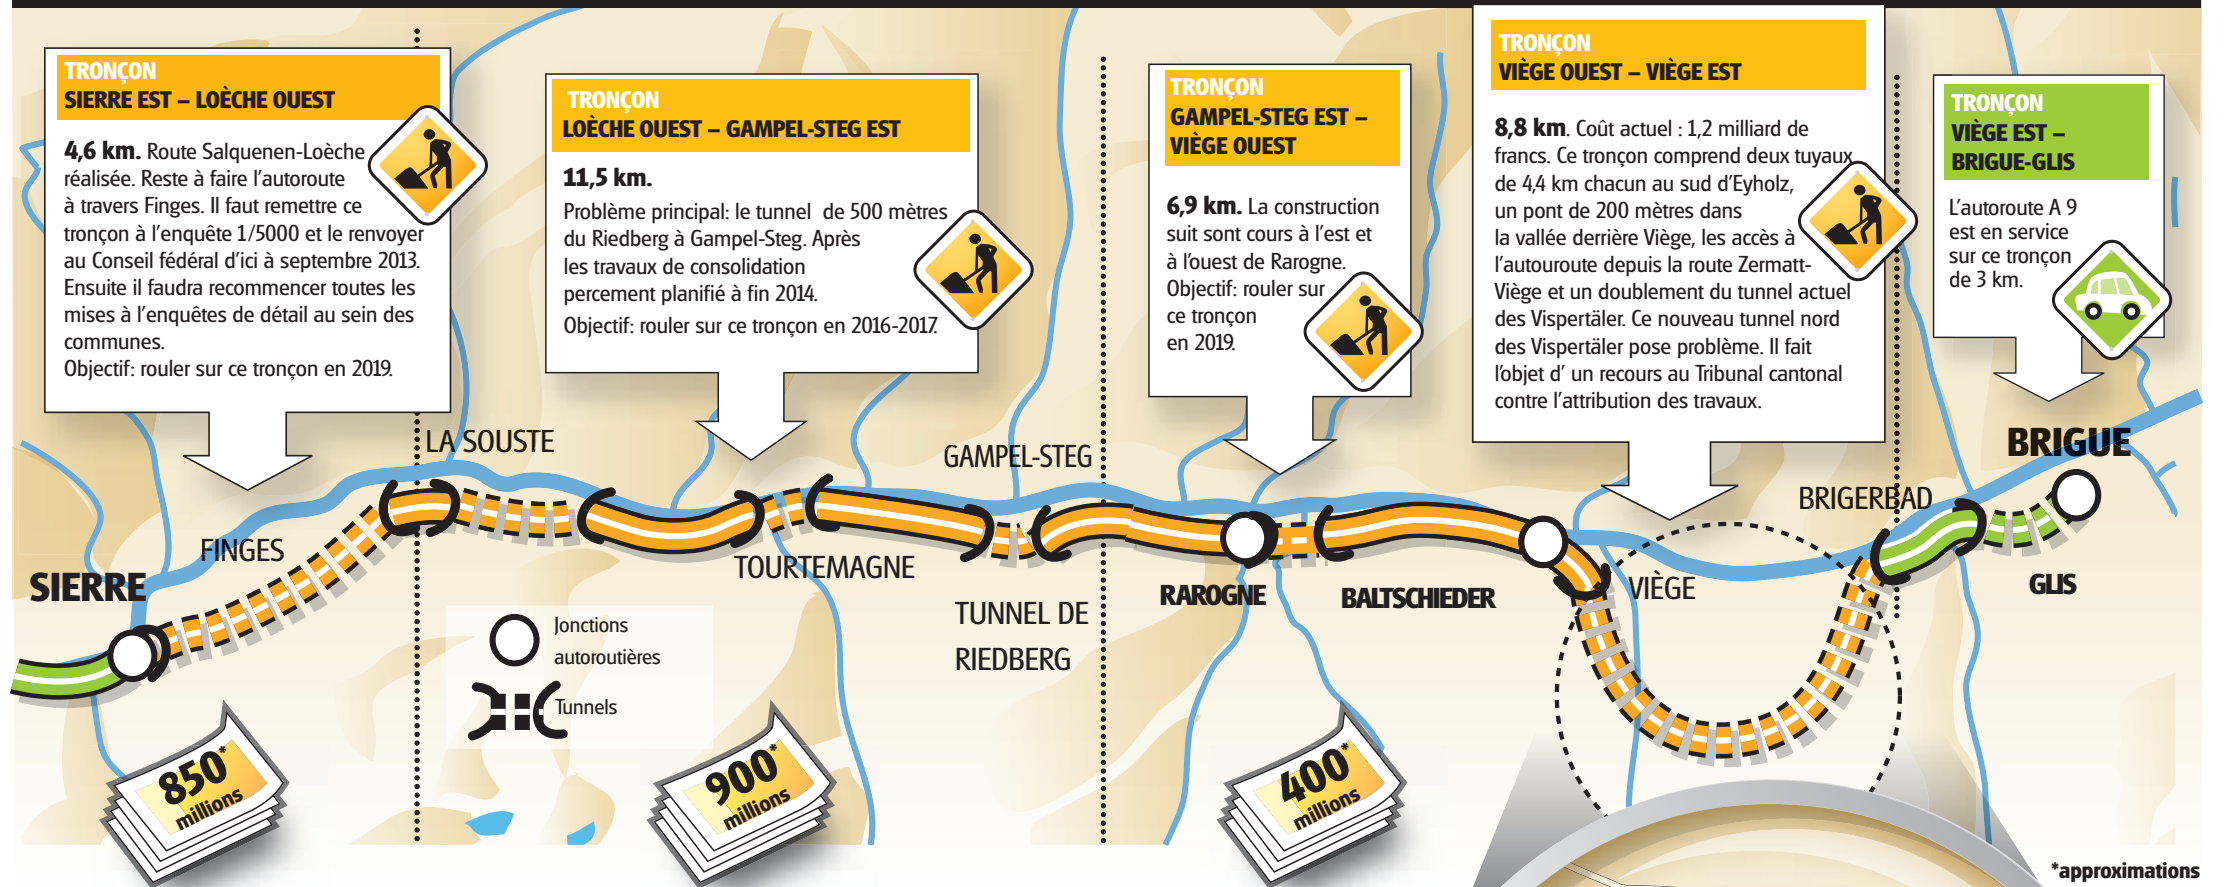 TRONÇON
SIERRE EST – LOÈCHE OUEST
4,6 km. Route Salquenen-Loèche
réalisée. Reste à faire l'autoroute
à travers Finges. Il faut remettre ce
tronçon à l'enquête 1/5000 et le renvoyer
au Conseil fédéral d'ici à septembre 2013.
Ensuite il faudra recommencer toutes les
mises à l'enquêtes de détail au sein des
communes.
Objectif: rouler sur ce tronçon en 2019.
TRONÇON
LOÈCHE OUEST – GAMPEL-STEG EST
11,5 km.
Problème principal: le tunnel de 500 mètres
du Riedberg à Gampel-Steg. Après
les travaux de consolidation
percement planifié à fin 2014.
Objectif: rouler sur ce tronçon en 2016-2017.
TRONÇON
GAMPEL-STEG EST –
VIÈGE OUEST
6,9 km. La construction
suit sont cours à l'est et
à l'ouest de Rarogne.
Objectif: rouler sur
ce tronçon
en 2019.
TRONÇON
VIÈGE OUEST – VIÈGE EST
8,8 km. Coût actuel : 1,2 milliard de
francs. Ce tronçon comprend deux tuyaux
de 4,4 km chacun au sud d'Eyholz,
un pont de 200 mètres dans
la vallée derrière Viège, les accès à
l'autouroute depuis la route Zermatt-
Viège et un doublement du tunnel actuel
des Vispertäler. Ce nouveau tunnel nord
des Vispertäler pose problème. Il fait
l'objet d' un recours au Tribunal cantonal
contre l'attribution des travaux.
TRONÇON
VIÈGE EST –
BRIGUE-GLIS
L'autoroute A 9
est en service
sur ce tronçon
de 3 km.
LA SOUSTE
GAMPEL-STEG
BRIGUE
BRIGERBAD
FINGES
SIERRE
TOURTEMAGNE
RAROGNE
BALTSCHIEDER
VIÈGE
GLIS
TUNNEL DE
RIEDBERG
Jonctions
autoroutières
Tunnels
850*
millions
900*
millions
400*
millions
*approximations